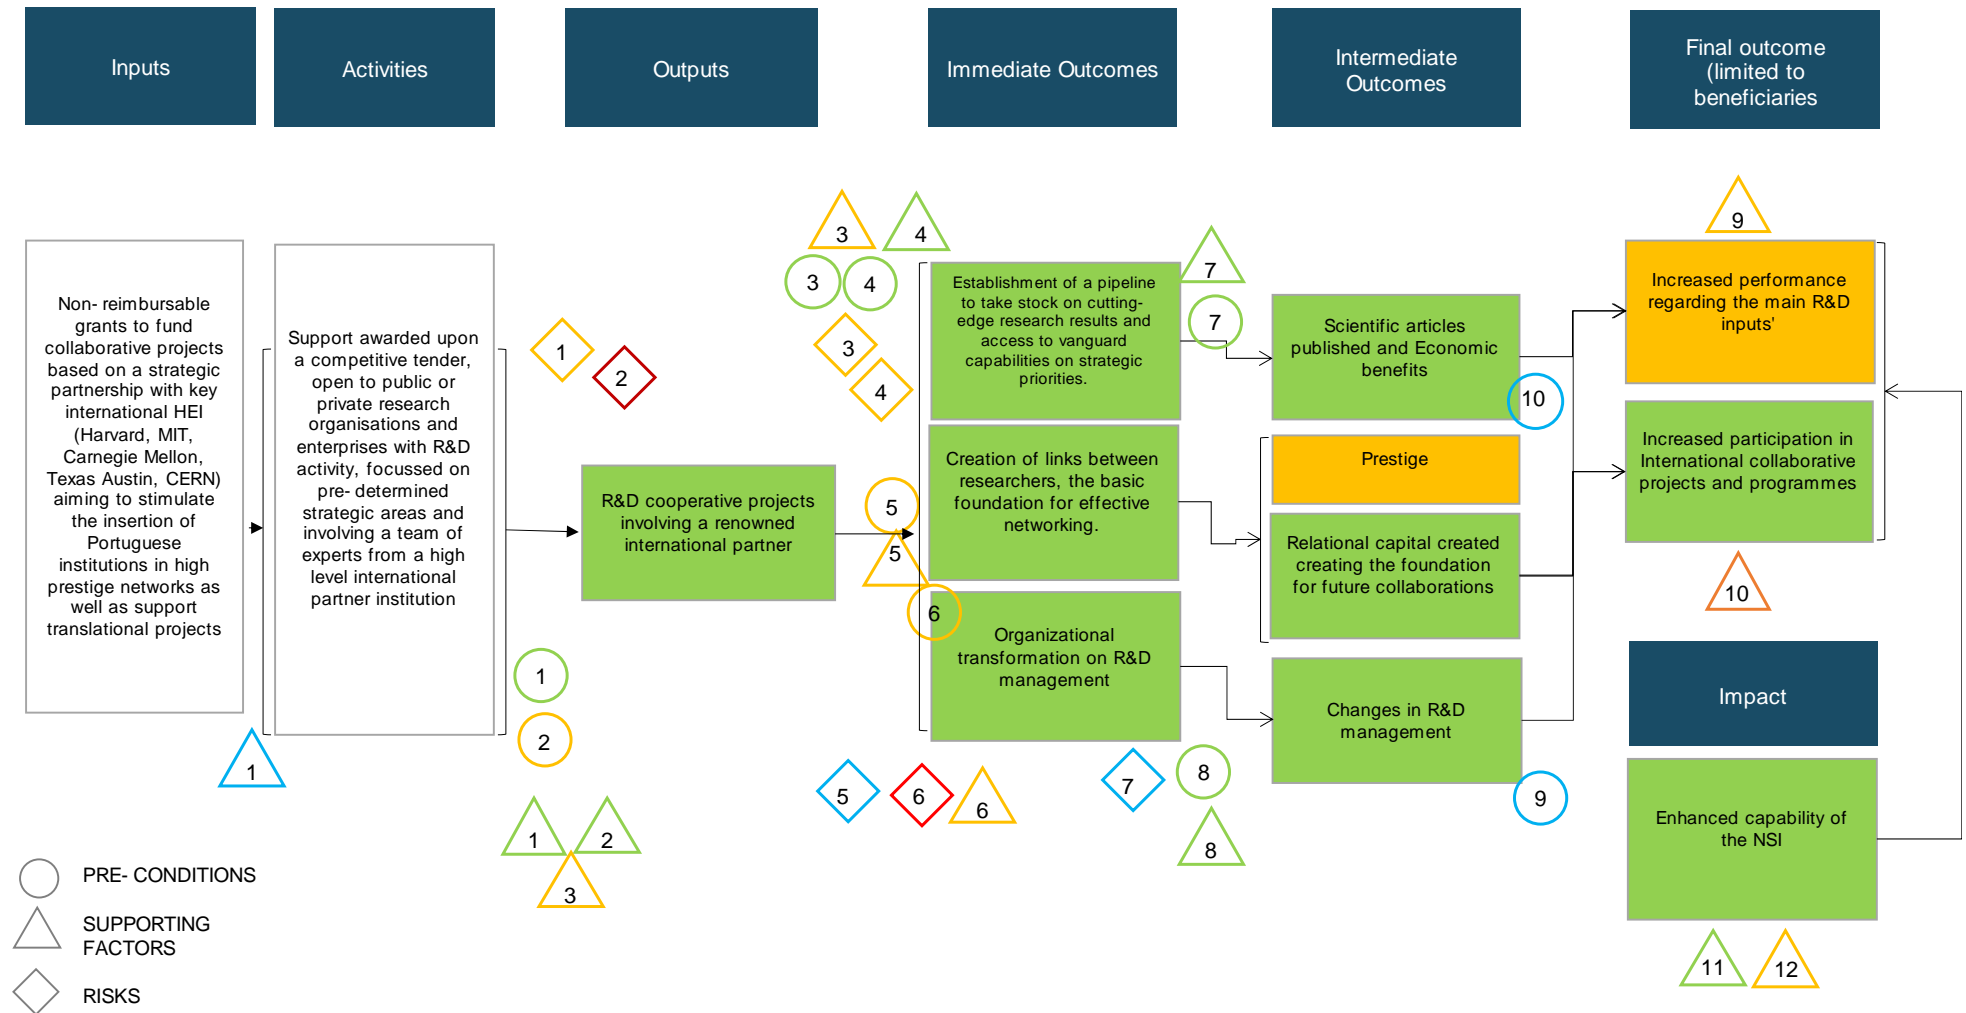 Inputs
Activities
Outputs
Immediate Outcomes
Intermediate
Outcomes
Final outcome
(limited to
beneficiaries
Non- reimbursable
grants to fund
collaborative projects
based on a strategic
partnership with key
international HEI
(Harvard, MIT,
Carnegie Mellon,
Texas Austin, CERN)
aiming to stimulate
the insertion of
Portuguese
institutions in high
prestige networks as
well as support
translational projects
1
Support awarded upon
a competitive tender,
open to public or
private research
organisations and
enterprises with R&D
activity, focussed on
pre- determined
strategic areas and
involving a team of
experts from a high
level international
partner institution
1
2
1
2
1
2
3
R&D cooperative projects
involving a renowned
international partner
3
4
3
4
3
4
5
5
6
5
6
6
Establishment of a pipeline
to take stock on cutting-
edge research results and
access to vanguard
capabilities on strategic
priorities.
Creation of links between
researchers, the basic
foundation for effective
networking.
Organizational
transformation on R&D
management
7
7
7
8
8
Scientific articles
published and Economic
benefits
10
Prestige
Relational capital created
creating the foundation
for future collaborations
Changes in R&D
management
9
9
Increased performance
regarding the main R&D
inputs'
Increased participation in
International collaborative
projects and programmes
10
Impact
Enhanced capability of
the NSI
11
12
PRE- CONDITIONS
SUPPORTING
FACTORS
RISKS